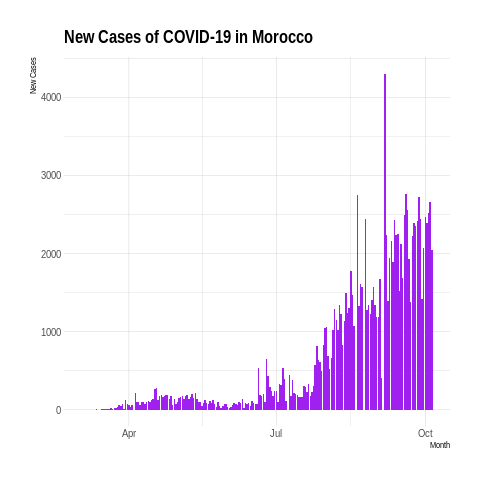 New Cases of COVID-19 in Morocco
New Cases
4000
3000
2000
1000
0
Apr
Jul
Oct
Month